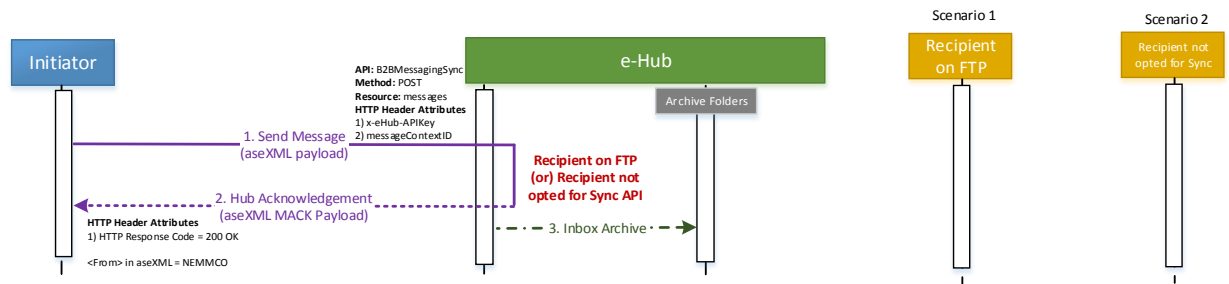 Scenario 1
Scenario 2
Initiator
e-Hub
Recipient
on FTP
Recipient not
opted for Sync
API: B2BMessagingSync
Method: POST
Resource: messages
HTTP Header Attributes
1) x-eHub-APIKey
2) messageContextID
Archive Folders
1. Send Message
(aseXML payload)
Recipient on FTP
(or) Recipient not
opted for Sync API
2. Hub Acknowledgement
(aseXML MACK Payload)
HTTP Header Attributes
1) HTTP Response Code = 200 OK
<From> in aseXML = NEMMCO
3. Inbox Archive